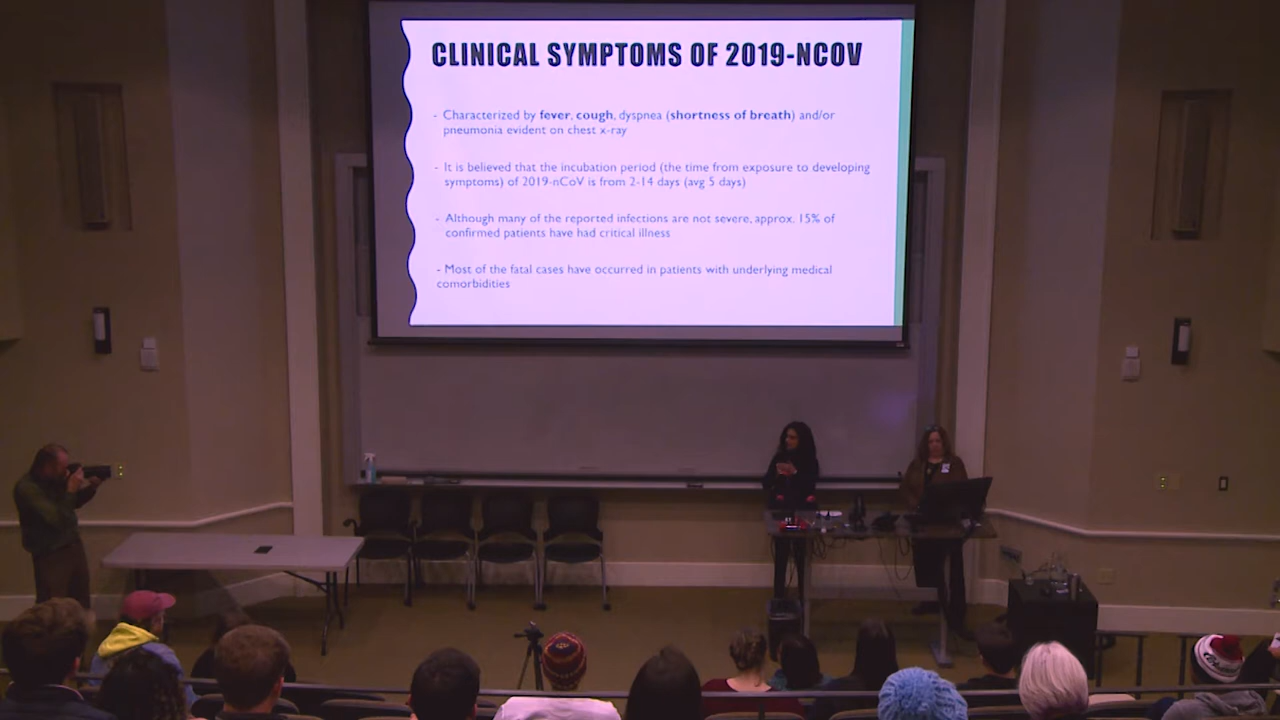 CLINICAL SYMPTOMS OF 2019-NCOV
- Characterized by fever, cough, dyspnea (shortness of breath) and/or
pneumonia evident on chest x-ray
- It is believed that the incubation period (the time from exposure to developing
symptoms) of 2019-nCoV is from 2-14 days (avg 5 days)
- Although many of the reported infections are not severe, approx. 15% of
confirmed patients have had critical illness
- Most of the fatal cases have occurred in patients with underlying medical
comorbidities